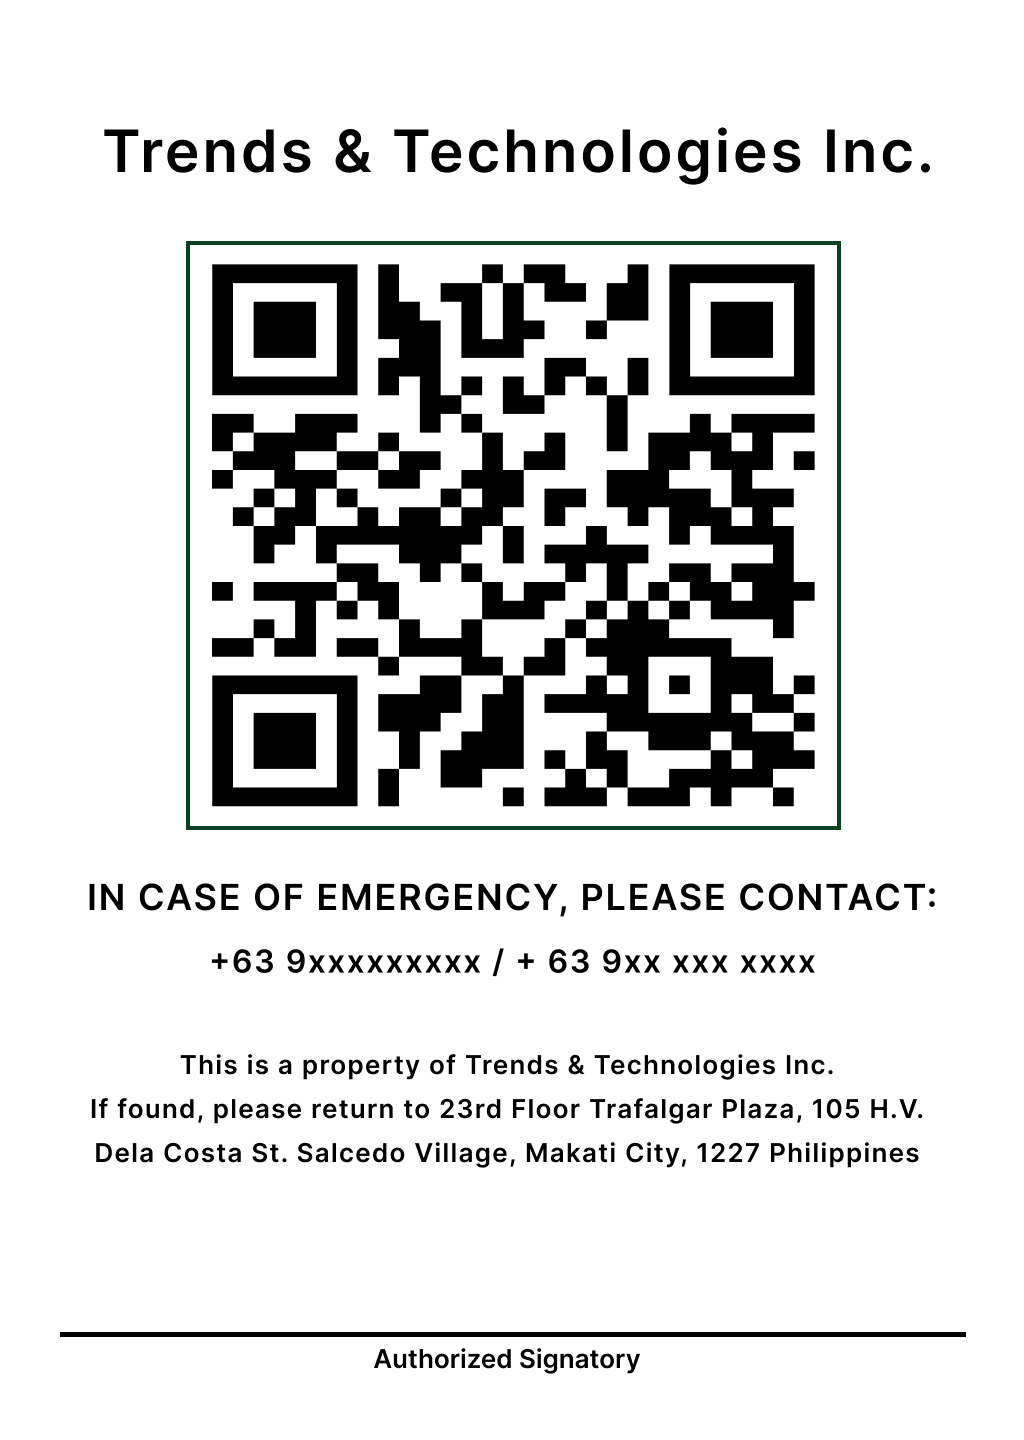 Trends & Technologies Inc.
IN CASE OF EMERGENCY, PLEASE CONTACT:
+63 9xxxxxxxxx / + 63 9xx xxx xxxx
This is a property of Trends & Technologies Inc.
If found, please return to 23rd Floor Trafalgar Plaza, 105 H.V.
Dela Costa St. Salcedo Village, Makati City, 1227 Philippines
Authorized Signatory